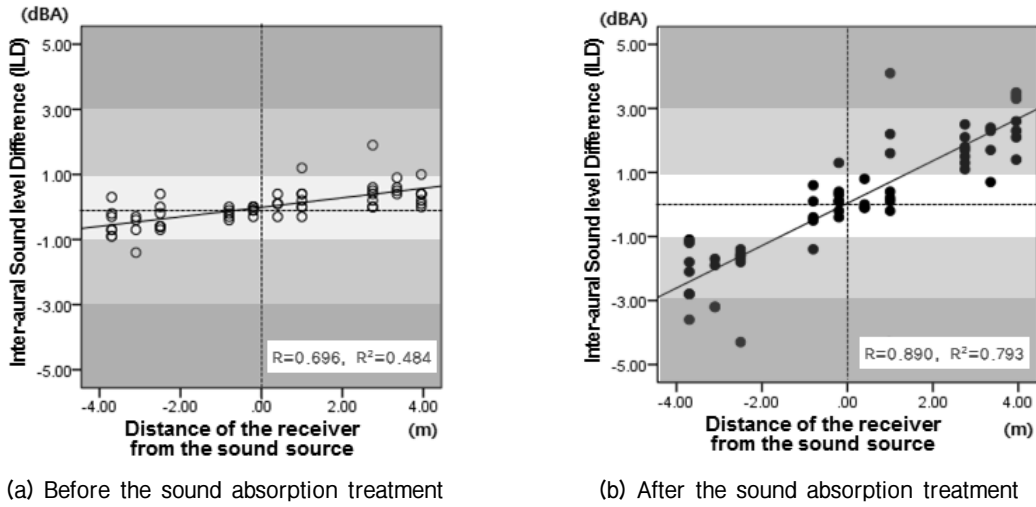 (dBA)
Inter-aural Sound level Difference (ILD)
5.00
3.00
1.00
-1.00
-3.00
-5.00
R=0.696, R²=0.484
-4.00 -2.00 .00 2.00 4.00
Distance of the receiver (m)
from the sound source
(a) Before the sound absorption treatment
(dBA)
Inter-aural Sound level Difference (ILD)
5.00
3.00
1.00
-1.00
-3.00
-5.00
R=0.890, R²=0.793
-4.00 -2.00 .00 2.00 4.00
Distance of the receiver (m)
from the sound source
(b) After the sound absorption treatment